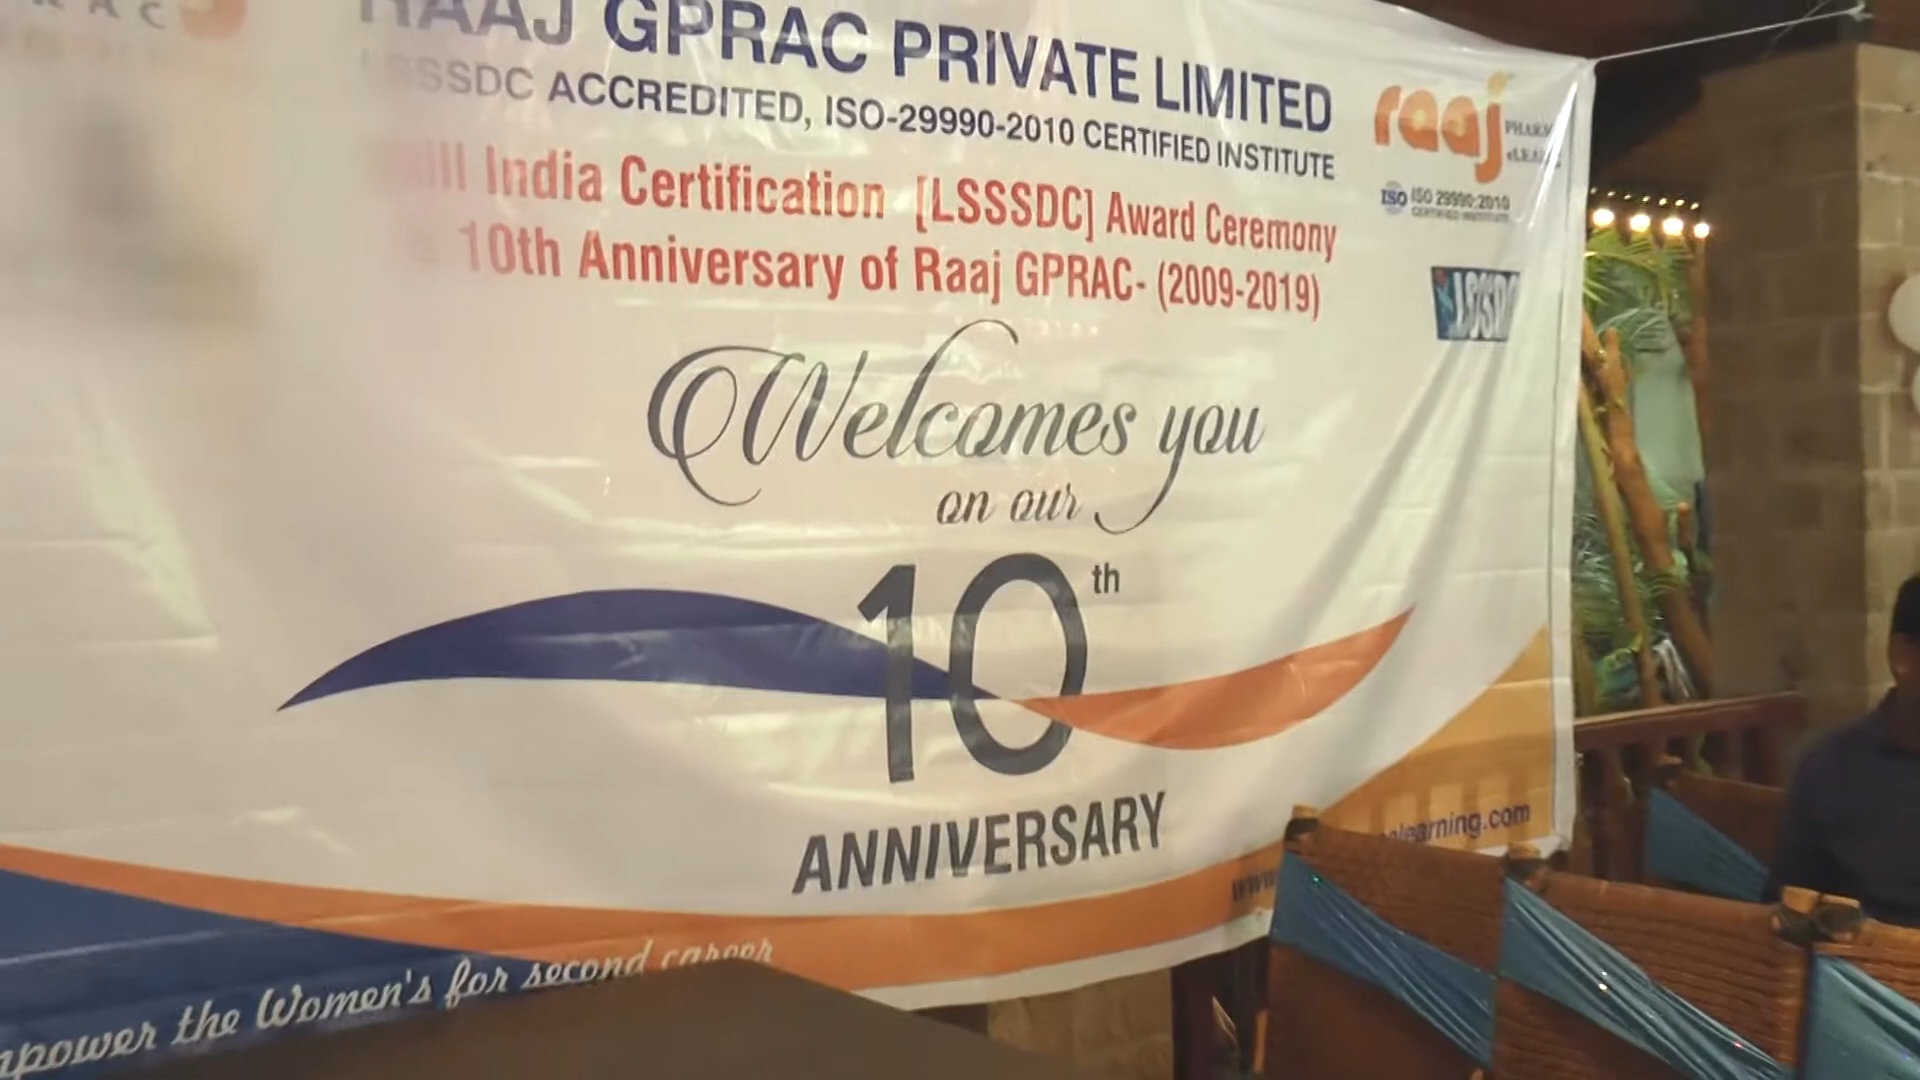 RAAJ GPRAC PRIVATE LIMITED
LSSSDC ACCREDITED, ISO-29990-2010 CERTIFIED INSTITUTE
India Certification [LSSSDC] Award Ceremony
10th Anniversary of Raaj GPRAC- (2009-2019)
raaj
ISO ISO 29990:2010
CERTIFIED INSTITUTE
Welcomes you
on our
10th
ANNIVERSARY
elearning.com
www
the Women's for second career